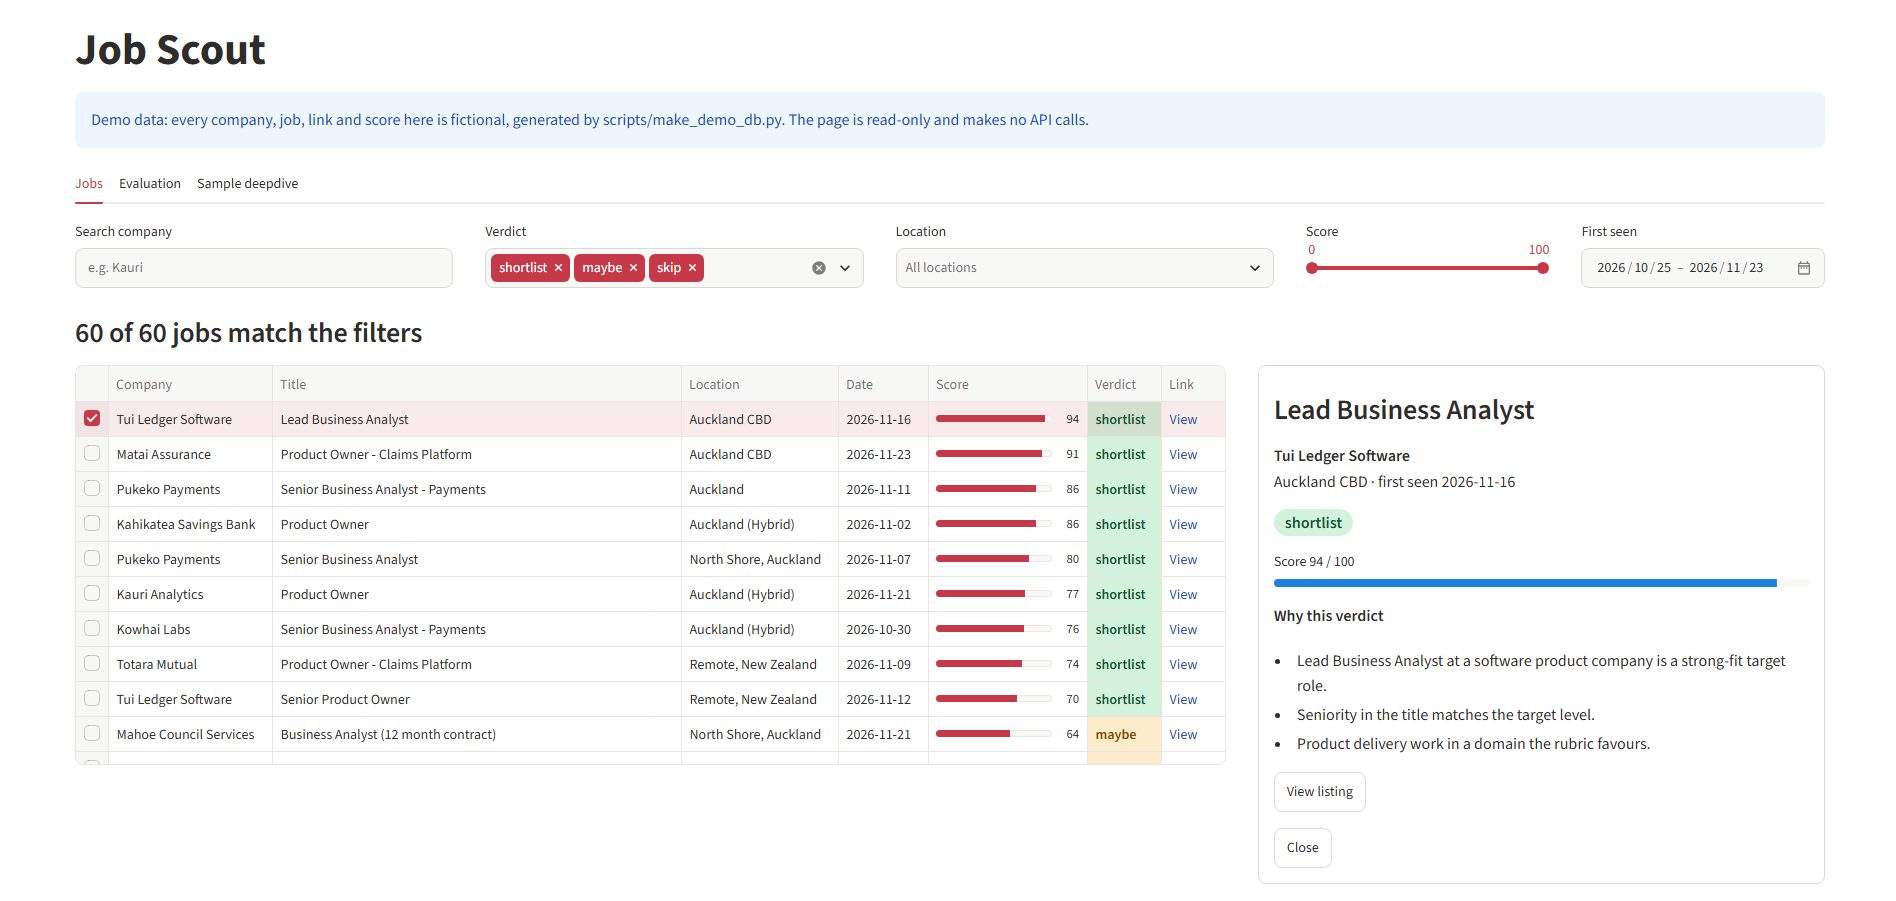 Job Scout
Demo data: every company, job, link and score here is fictional, generated by scripts/make_demo_db.py. The page is read-only and makes no API calls.
Jobs Evaluation Sample deepdive
Search company Verdict Location Score First seen
0 100
e.g. Kauri shortlist maybe skip All locations 2026/10/25 – 2026/11/23
60 of 60 jobs match the filters
Company Title Location Date Score Verdict Link
Tui Ledger Software Lead Business Analyst Auckland CBD 2026-11-16 94 shortlist View
Matai Assurance Product Owner - Claims Platform Auckland CBD 2026-11-23 91 shortlist View
Pukeko Payments Senior Business Analyst - Payments Auckland 2026-11-11 86 shortlist View
Kahikatea Savings Bank Product Owner Auckland (Hybrid) 2026-11-02 86 shortlist View
Pukeko Payments Senior Business Analyst North Shore, Auckland 2026-11-07 80 shortlist View
Kauri Analytics Product Owner Auckland (Hybrid) 2026-11-21 77 shortlist View
Kowhai Labs Senior Business Analyst - Payments Auckland (Hybrid) 2026-10-30 76 shortlist View
Totara Mutual Product Owner - Claims Platform Remote, New Zealand 2026-11-09 74 shortlist View
Tui Ledger Software Senior Product Owner Remote, New Zealand 2026-11-12 70 shortlist View
Mahoe Council Services Business Analyst (12 month contract) North Shore, Auckland 2026-11-21 64 maybe View
Lead Business Analyst
Tui Ledger Software
Auckland CBD · first seen 2026-11-16
shortlist
Score 94 / 100
Why this verdict
• Lead Business Analyst at a software product company is a strong-fit target
role.
• Seniority in the title matches the target level.
• Product delivery work in a domain the rubric favours.
View listing
Close